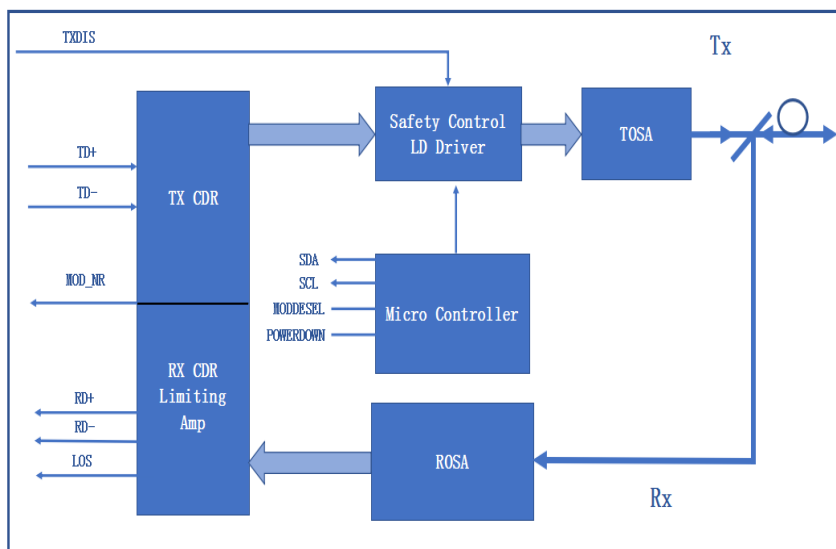 TXDIS
Tx
Safety Control
LD Driver
TOSA
TD+
TD-
TX CDR
MOD_NR
SDA
SCL
MODDESEL
POWERDOWN
Micro Controller
RX CDR
Limiting
Amp
RD+
RD-
LOS
ROSA
Rx